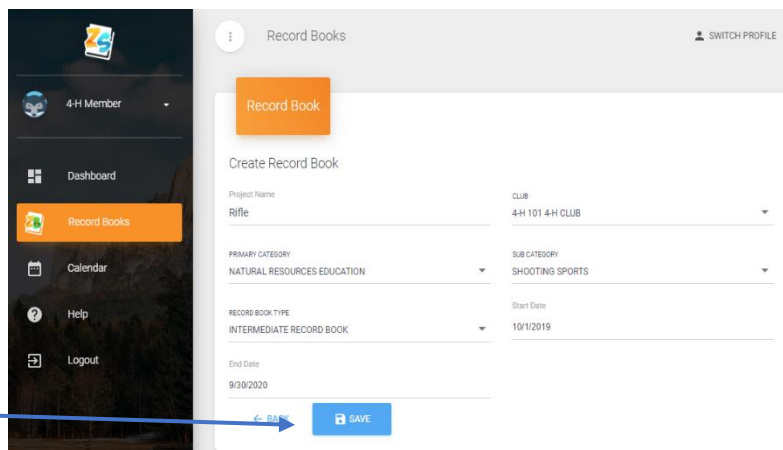 ZS
Record Books
SWITCH PROFILE
4-H Member
Dashboard
Record Books
Calendar
Help
Logout
Record Book
Create Record Book
Project Name
Rifle
CLUB
4-H 101 4-H CLUB
PRIMARY CATEGORY
NATURAL RESOURCES EDUCATION
SUB CATEGORY
SHOOTING SPORTS
RECORD BOOK TYPE
INTERMEDIATE RECORD BOOK
Start Date
10/1/2019
End Date
9/30/2020
← BACK
SAVE